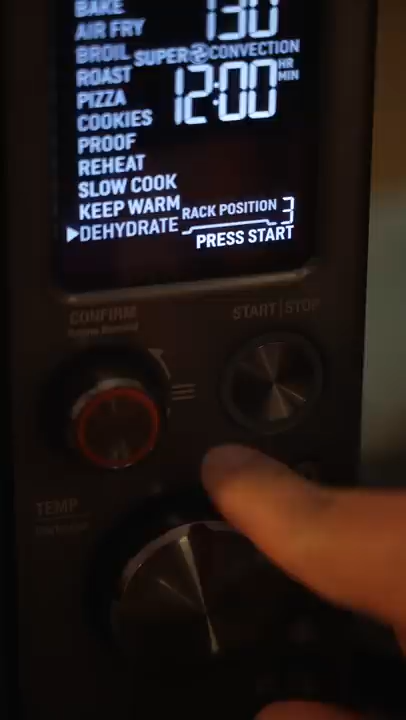 BAKE
130
AIR FRY
BROIL SUPER CONVECTION
ROAST
12:00 HR MIN
PIZZA
COOKIES
PROOF
REHEAT
SLOW COOK
KEEP WARM
RACK POSITION 3
DEHYDRATE
PRESS START
CONFIRM
START|STOP
TEMP